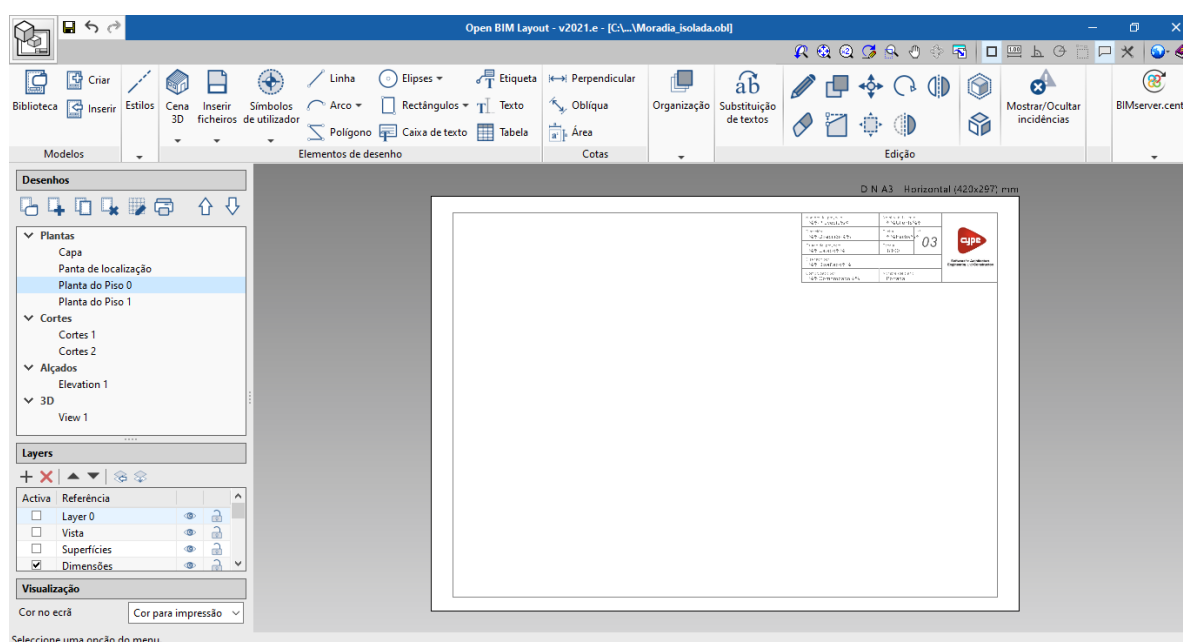 Open BIM Layout - v2021.e - [C:\...\Moradia_isolada.obl]
Biblioteca
Criar
Inserir
Modelos
Estilos
Cena 3D
Inserir ficheiros
Símbolos de utilizador
Linha
Elipses
Etiqueta
Arco
Rectângulos
Texto
Polígono
Caixa de texto
Tabela
Elementos de desenho
Perpendicular
Oblíqua
Área
Cotas
Organização
Substituição de textos
Edição
Mostrar/Ocultar incidências
BIMserver.cent
Desenhos
Plantas
Capa
Panta de localização
Planta do Piso 0
Planta do Piso 1
Cortes
Cortes 1
Cortes 2
Alçados
Elevation 1
3D
View 1
Layers
Activa Referência
Layer 0
Vista
Superfícies
Dimensões
Visualização
Cor no ecrã Cor para impressão
Seleccione uma opção do menu
D N A3 Horizontal (420x297) mm
03
cype